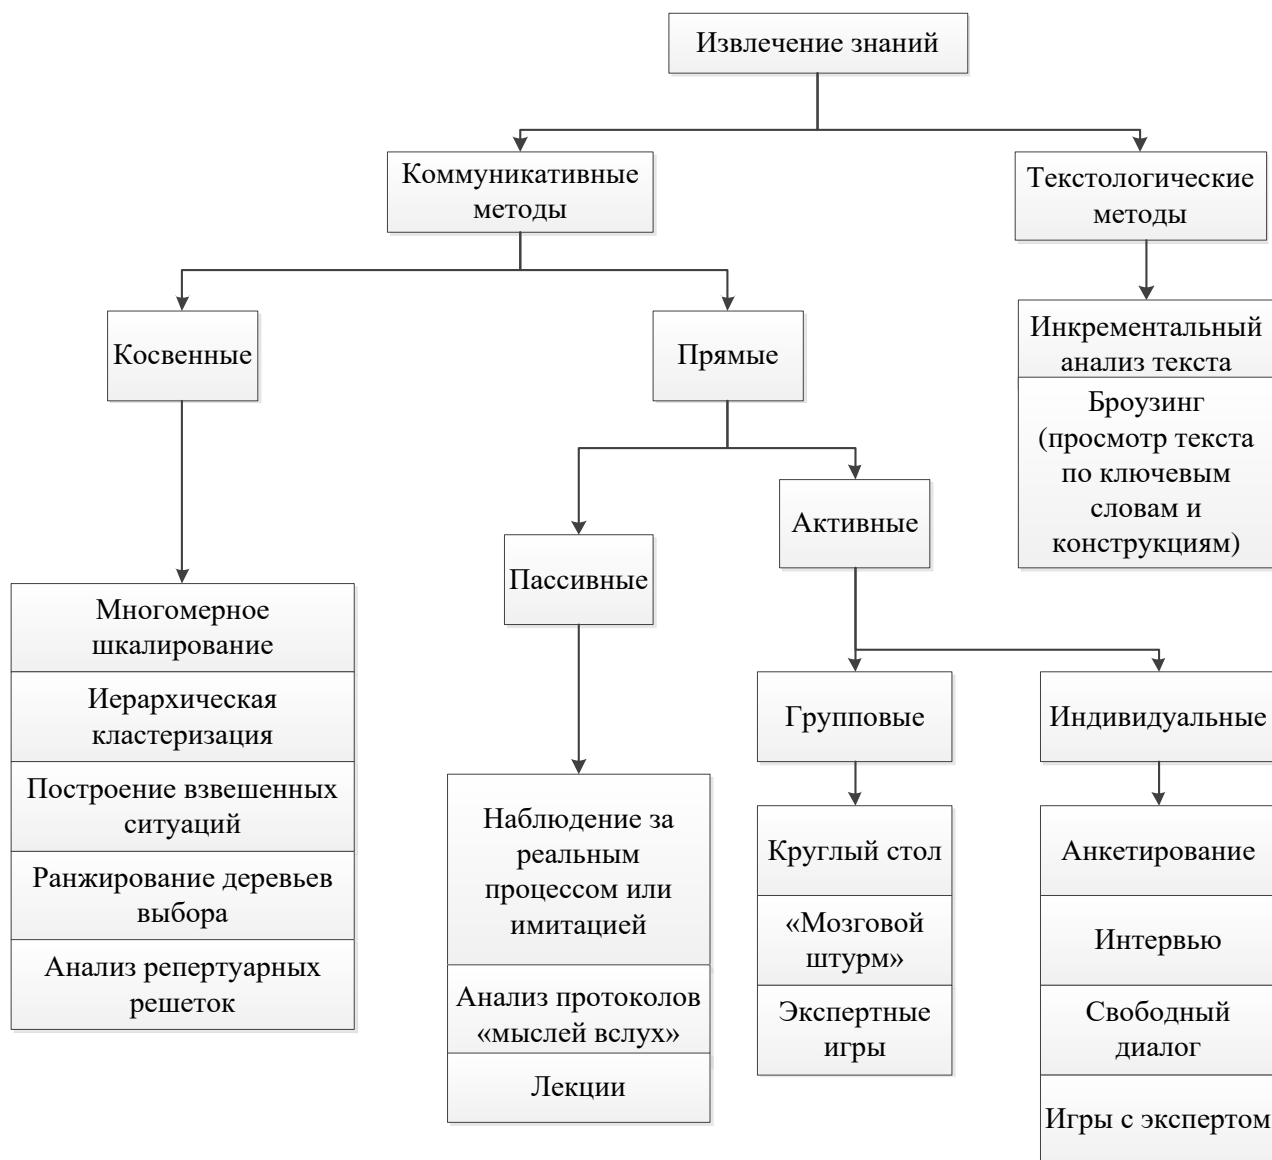 Извлечение знаний
Коммуникативные
методы
Текстологические
методы
Косвенные
Прямые
Инкрементальный
анализ текста
Броузинг
(просмотр текста
по ключевым
словам и
конструкциям)
Пассивные
Активные
Многомерное
шкалирование
Иерархическая
кластеризация
Построение взвешенных
ситуаций
Ранжирование деревьев
выбора
Анализ репертуарных
решеток
Наблюдение за
реальным
процессом или
имитацией
Анализ протоколов
«мыслей вслух»
Лекции
Групповые
Индивидуальные
Круглый стол
«Мозговой
штурм»
Экспертные
игры
Анкетирование
Интервью
Свободный
диалог
Игры с экспертом